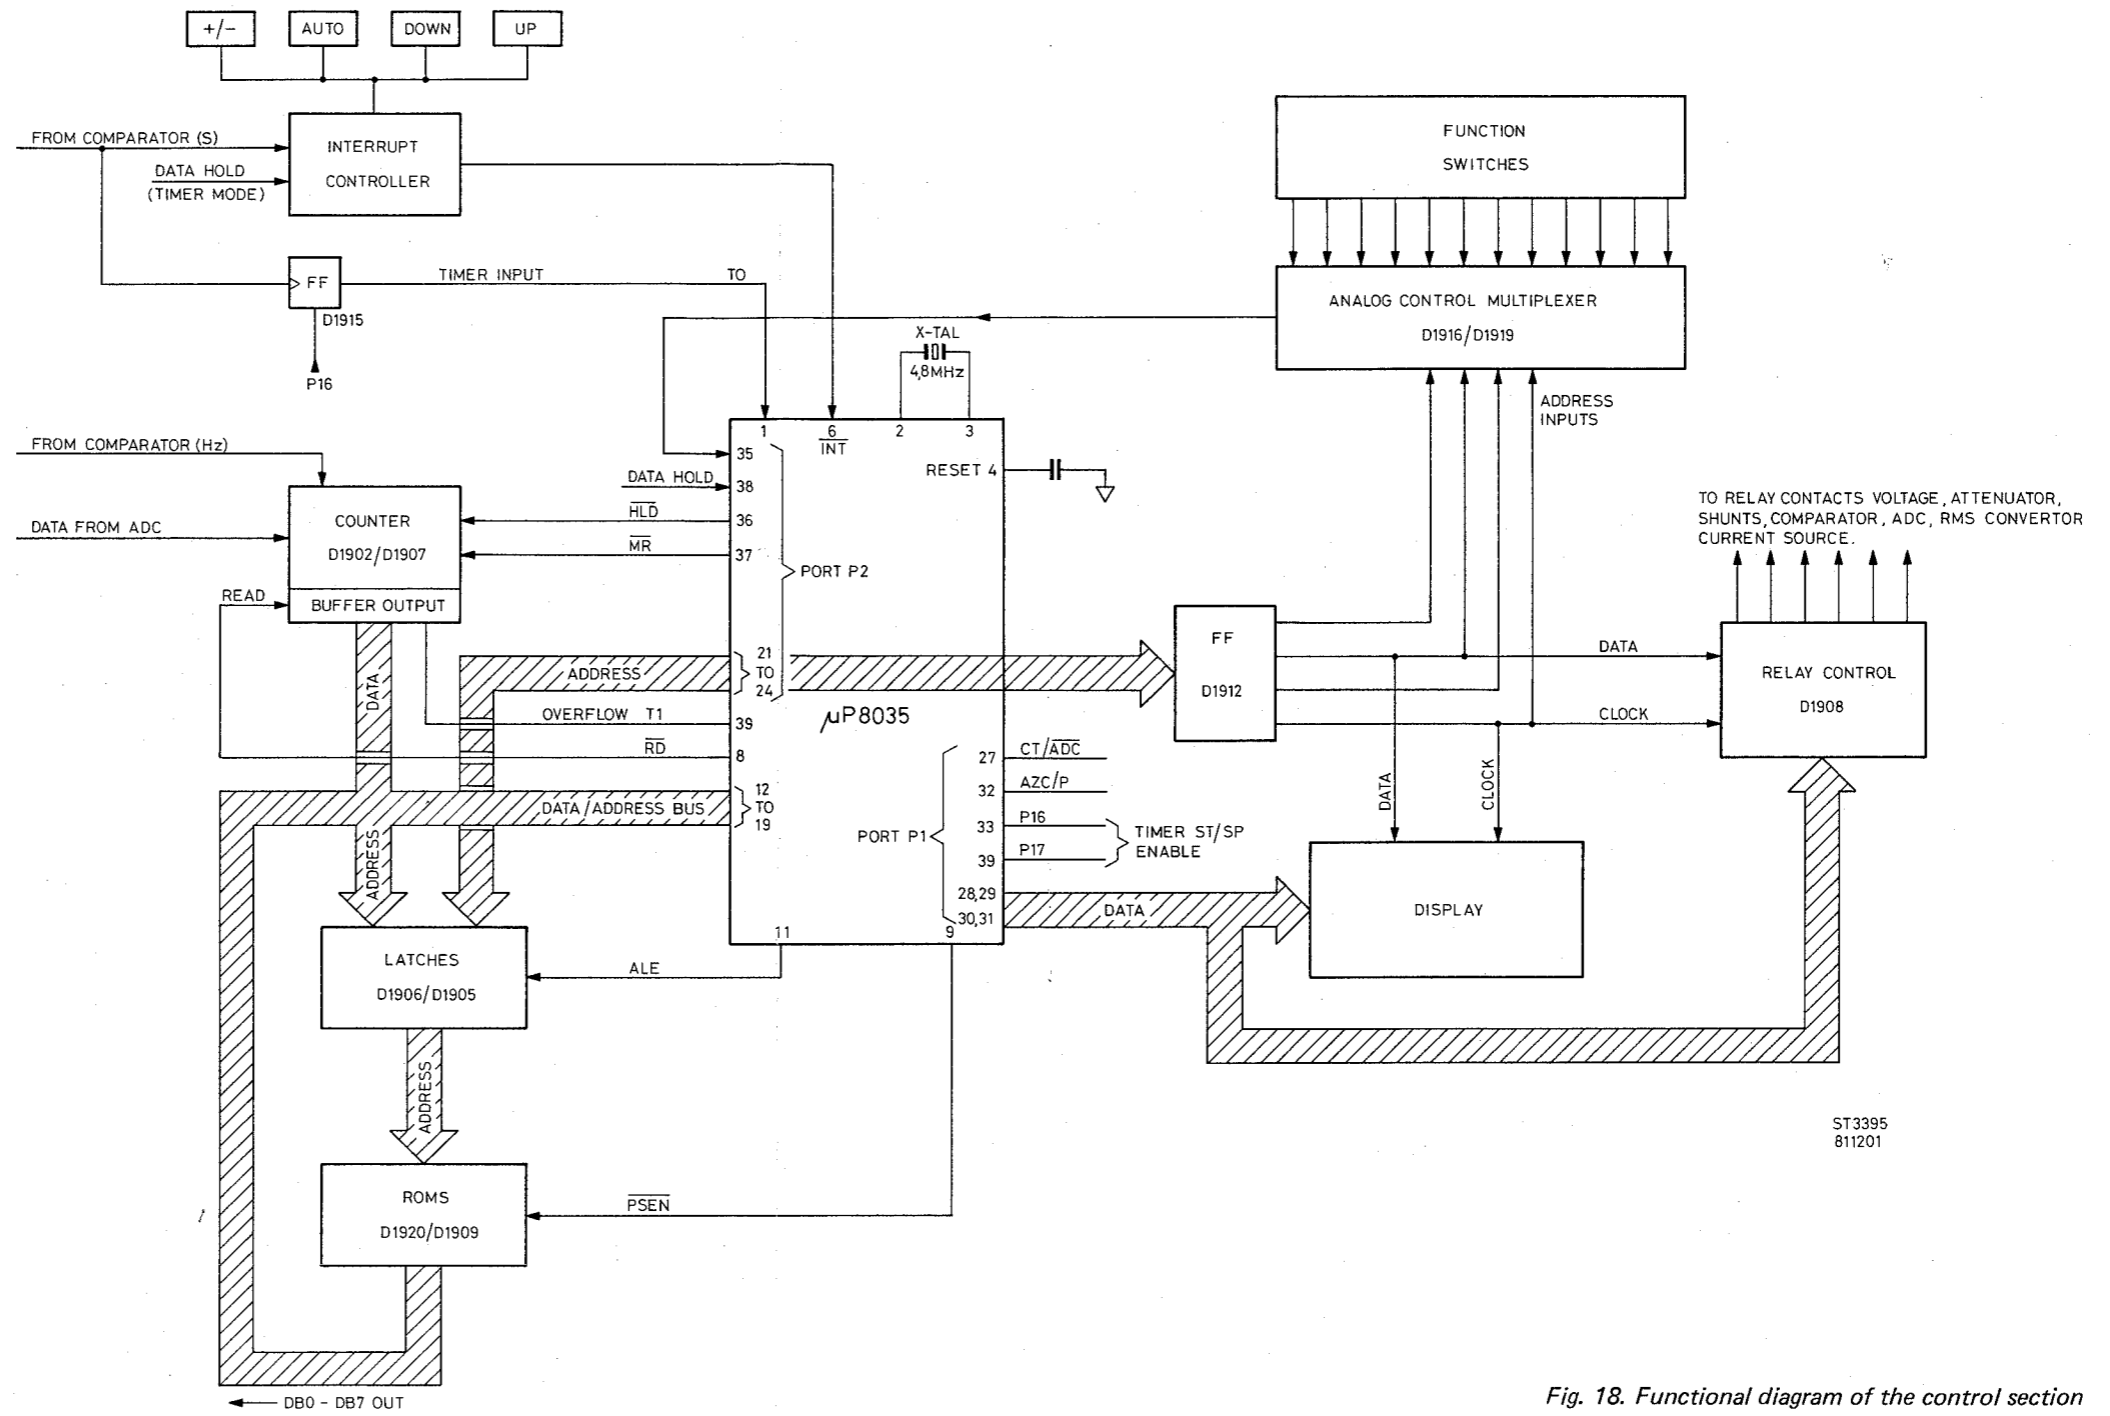 +/-
AUTO
DOWN
UP
FROM COMPARATOR (S)
DATA HOLD
(TIMER MODE)
INTERRUPT
CONTROLLER
FUNCTION
SWITCHES
FF
D1915
P16
TIMER INPUT
TO
ANALOG CONTROL MULTIPLEXER
D1916/D1919
X-TAL
4,8MHz
ADDRESS
INPUTS
FROM COMPARATOR (Hz)
DATA FROM ADC
READ
COUNTER
D1902/D1907
BUFFER OUTPUT
1
6
INT
2
3
35
DATA HOLD
38
HLD
36
MR
37
PORT P2
RESET 4
TO RELAY CONTACTS VOLTAGE, ATTENUATOR,
SHUNTS, COMPARATOR, ADC, RMS CONVERTOR
CURRENT SOURCE.
DATA
ADDRESS
21
TO
24
OVERFLOW T1
39
RD
8
µP8035
FF
D1912
DATA
CLOCK
RELAY CONTROL
D1908
DATA/ADDRESS BUS
12
TO
19
27
CT/ADC
32
AZC/P
PORT P1
33
P16
39
P17
TIMER ST/SP
ENABLE
28,29
30,31
DATA
DATA
CLOCK
DISPLAY
ADDRESS
LATCHES
D1906/D1905
11
ALE
9
ADDRESS
ROMS
D1920/D1909
PSEN
DB0 - DB7 OUT
ST3395
811201
Fig. 18. Functional diagram of the control section